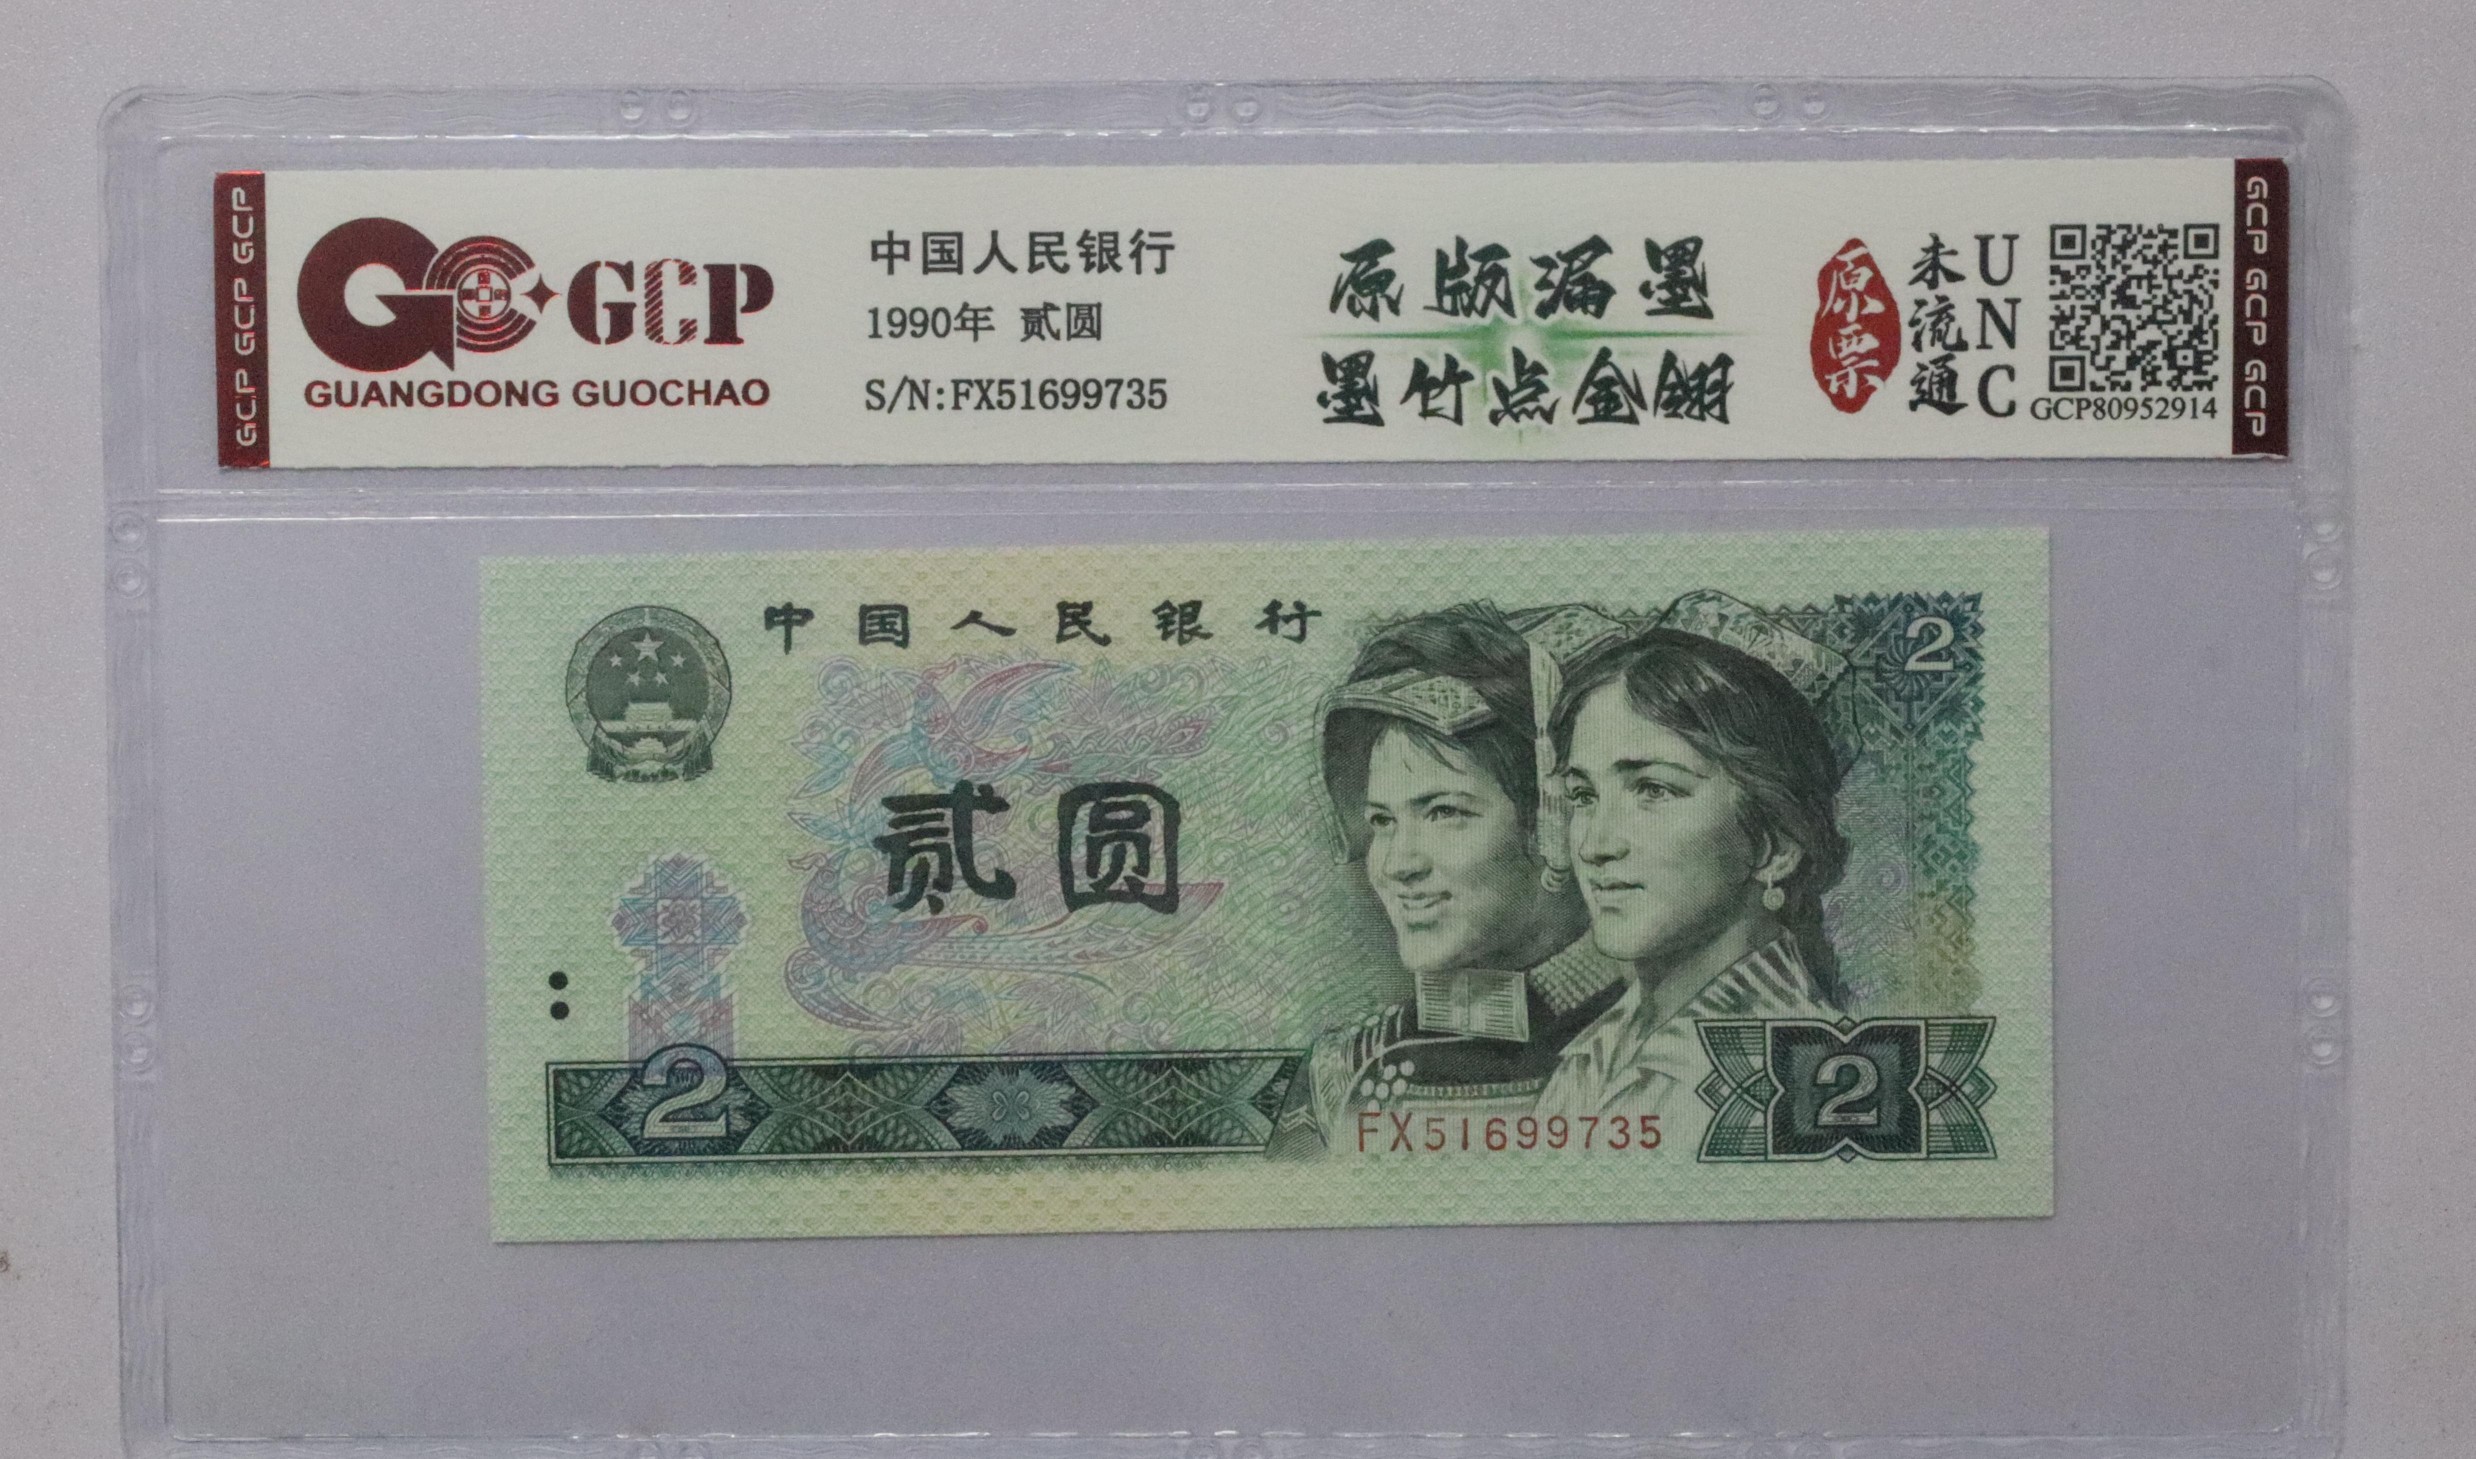 GCP GCP GCP
GCP
GUANGDONG GUOCHAO
中国人民银行
1990年 贰圆
S/N:FX51699735
原版漏墨
墨竹点金翎
原票
未流通
UNC
GCP80952914
GCP GCP GCP
中国人民银行
2
贰圆
2
FX51699735
2